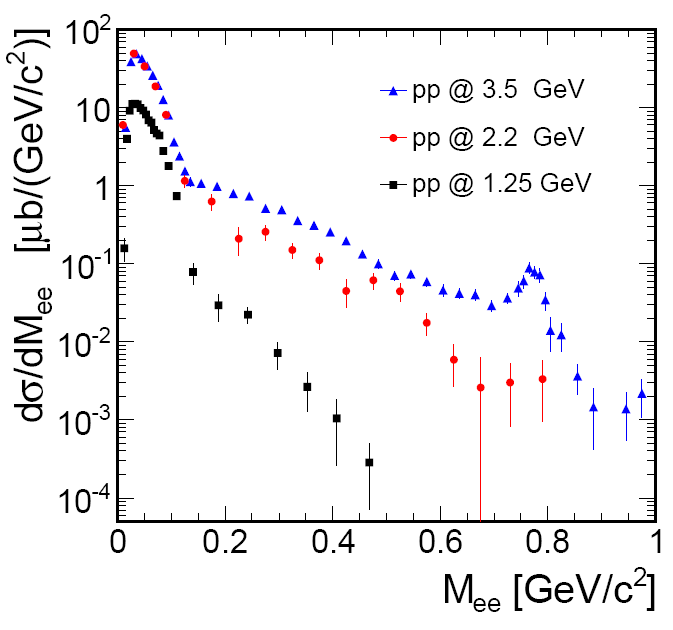 dσ/dM_ee [μb/(GeV/c²)]
10²
10
1
10⁻¹
10⁻²
10⁻³
10⁻⁴
pp @ 3.5 GeV
pp @ 2.2 GeV
pp @ 1.25 GeV
0 0.2 0.4 0.6 0.8 1
M_ee [GeV/c²]